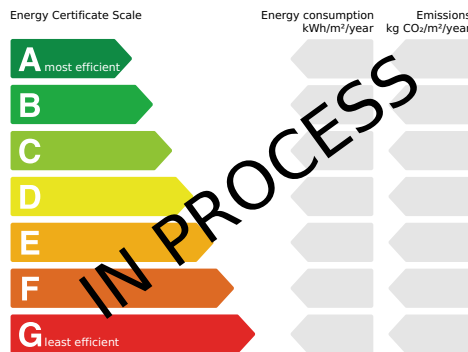 Energy Certificate Scale
Energy consumption
kWh/m²/year
Emissions
kg CO₂/m²/year
A most efficient
B
C
D
E
F
G least efficient
IN PROCESS